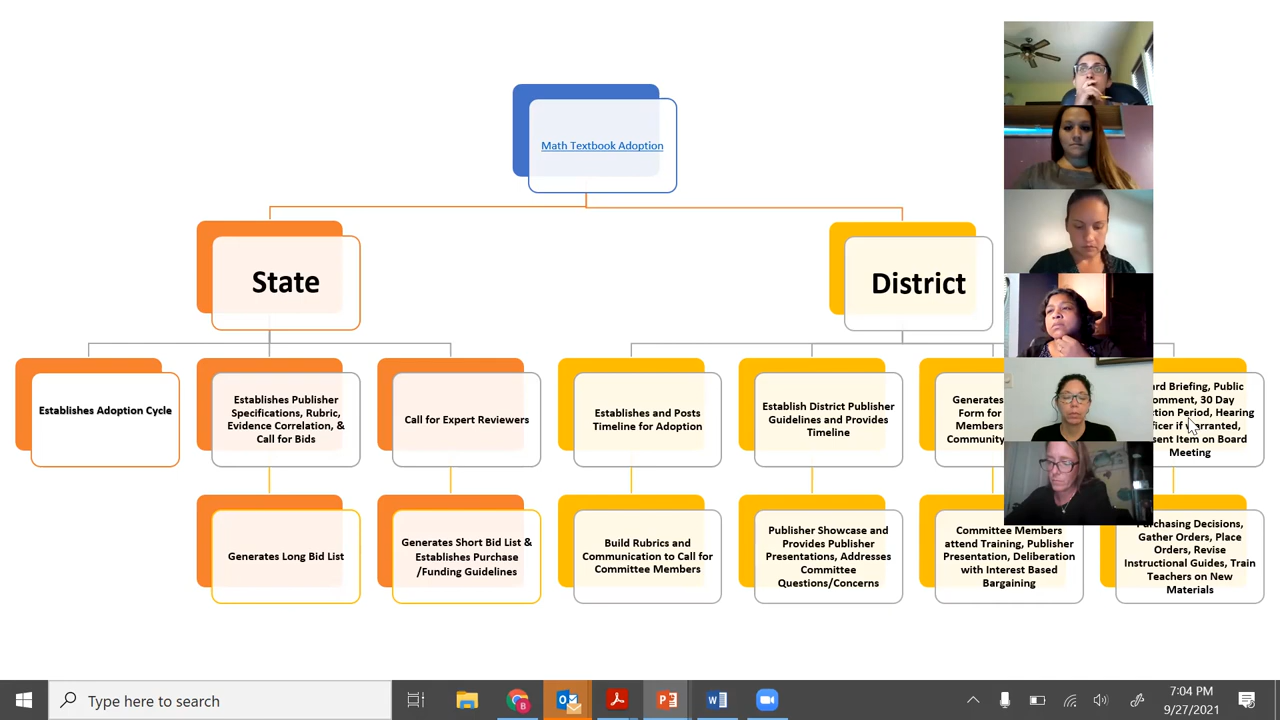 Math Textbook Adoption
State
District
Establishes Adoption Cycle
Establishes Publisher
Specifications, Rubric,
Evidence Correlation, &
Call for Bids
Call for Expert Reviewers
Establishes and Posts
Timeline for Adoption
Establish District Publisher
Guidelines and Provides
Timeline
Generates
Form for
Members
Community
Briefing, Public
30 Day
Period, Hearing
if
Item on Board
Meeting
Generates Long Bid List
Generates Short Bid List &
Establishes Purchase
/Funding Guidelines
Build Rubrics and
Communication to Call for
Committee Members
Publisher Showcase and
Provides Publisher
Presentations, Addresses
Committee
Questions/Concerns
Committee Members
attend Training, Publisher
Presentation, Deliberation
with Interest Based
Bargaining
Purchasing Decisions,
Gather Orders, Place
Orders, Revise
Instructional Guides, Train
Teachers on New
Materials
Type here to search
7:04 PM
9/27/2021